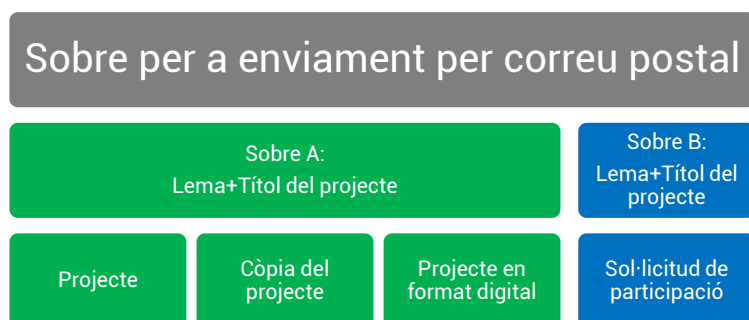 Sobre per a enviament per correu postal
Sobre A:
Lema+Títol del projecte
Sobre B:
Lema+Títol del
projecte
Projecte
Còpia del
projecte
Projecte en
format digital
Sol·licitud de
participació